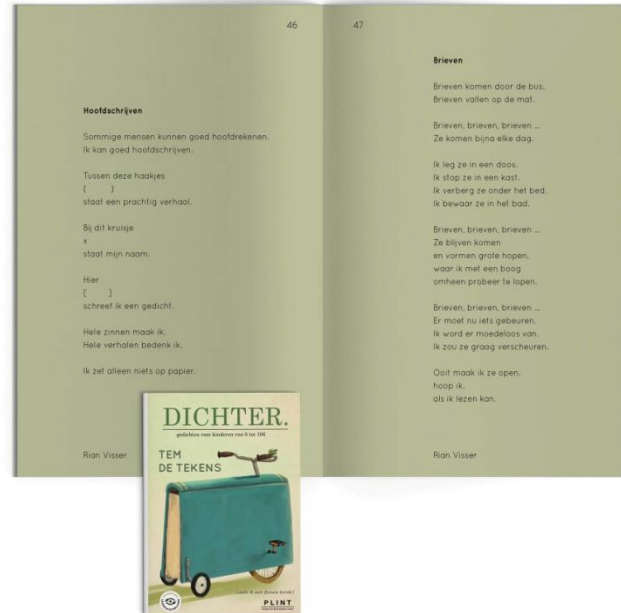 46
Hoofdschrijven
Sommige mensen kunnen goed hoofdrekenen.
Ik kan goed hoofdschrijven.
Tussen deze haakjes
( )
staat een prachtig verhaal.
Bij dit kruisje
x
staat mijn naam.
Hier
[ ]
schreef ik een gedicht.
Hele zinnen maak ik.
Hele verhalen bedenk ik.
Ik zet alleen niets op papier.
Rian Visser
47
Brieven
Brieven komen door de bus.
Brieven vallen op de mat.
Brieven, brieven, brieven ...
Ze komen bijna elke dag.
Ik leg ze in een doos.
Ik stop ze in een kast.
Ik verberg ze onder het bed.
Ik bewaar ze in het bad.
Brieven, brieven, brieven ...
Ze blijven komen
en vormen grote hopen,
waar ik met een boog
omheen probeer te lopen.
Brieven, brieven, brieven ...
Er moet nu iets gebeuren.
Ik word er moedeloos van.
Ik zou ze graag verscheuren.
Ooit maak ik ze open,
hoop ik,
als ik lezen kan.
Rian Visser
DICHTER.
gedichten voor kinderen van 6 tot 106
TEM
DE TEKENS
PLINT